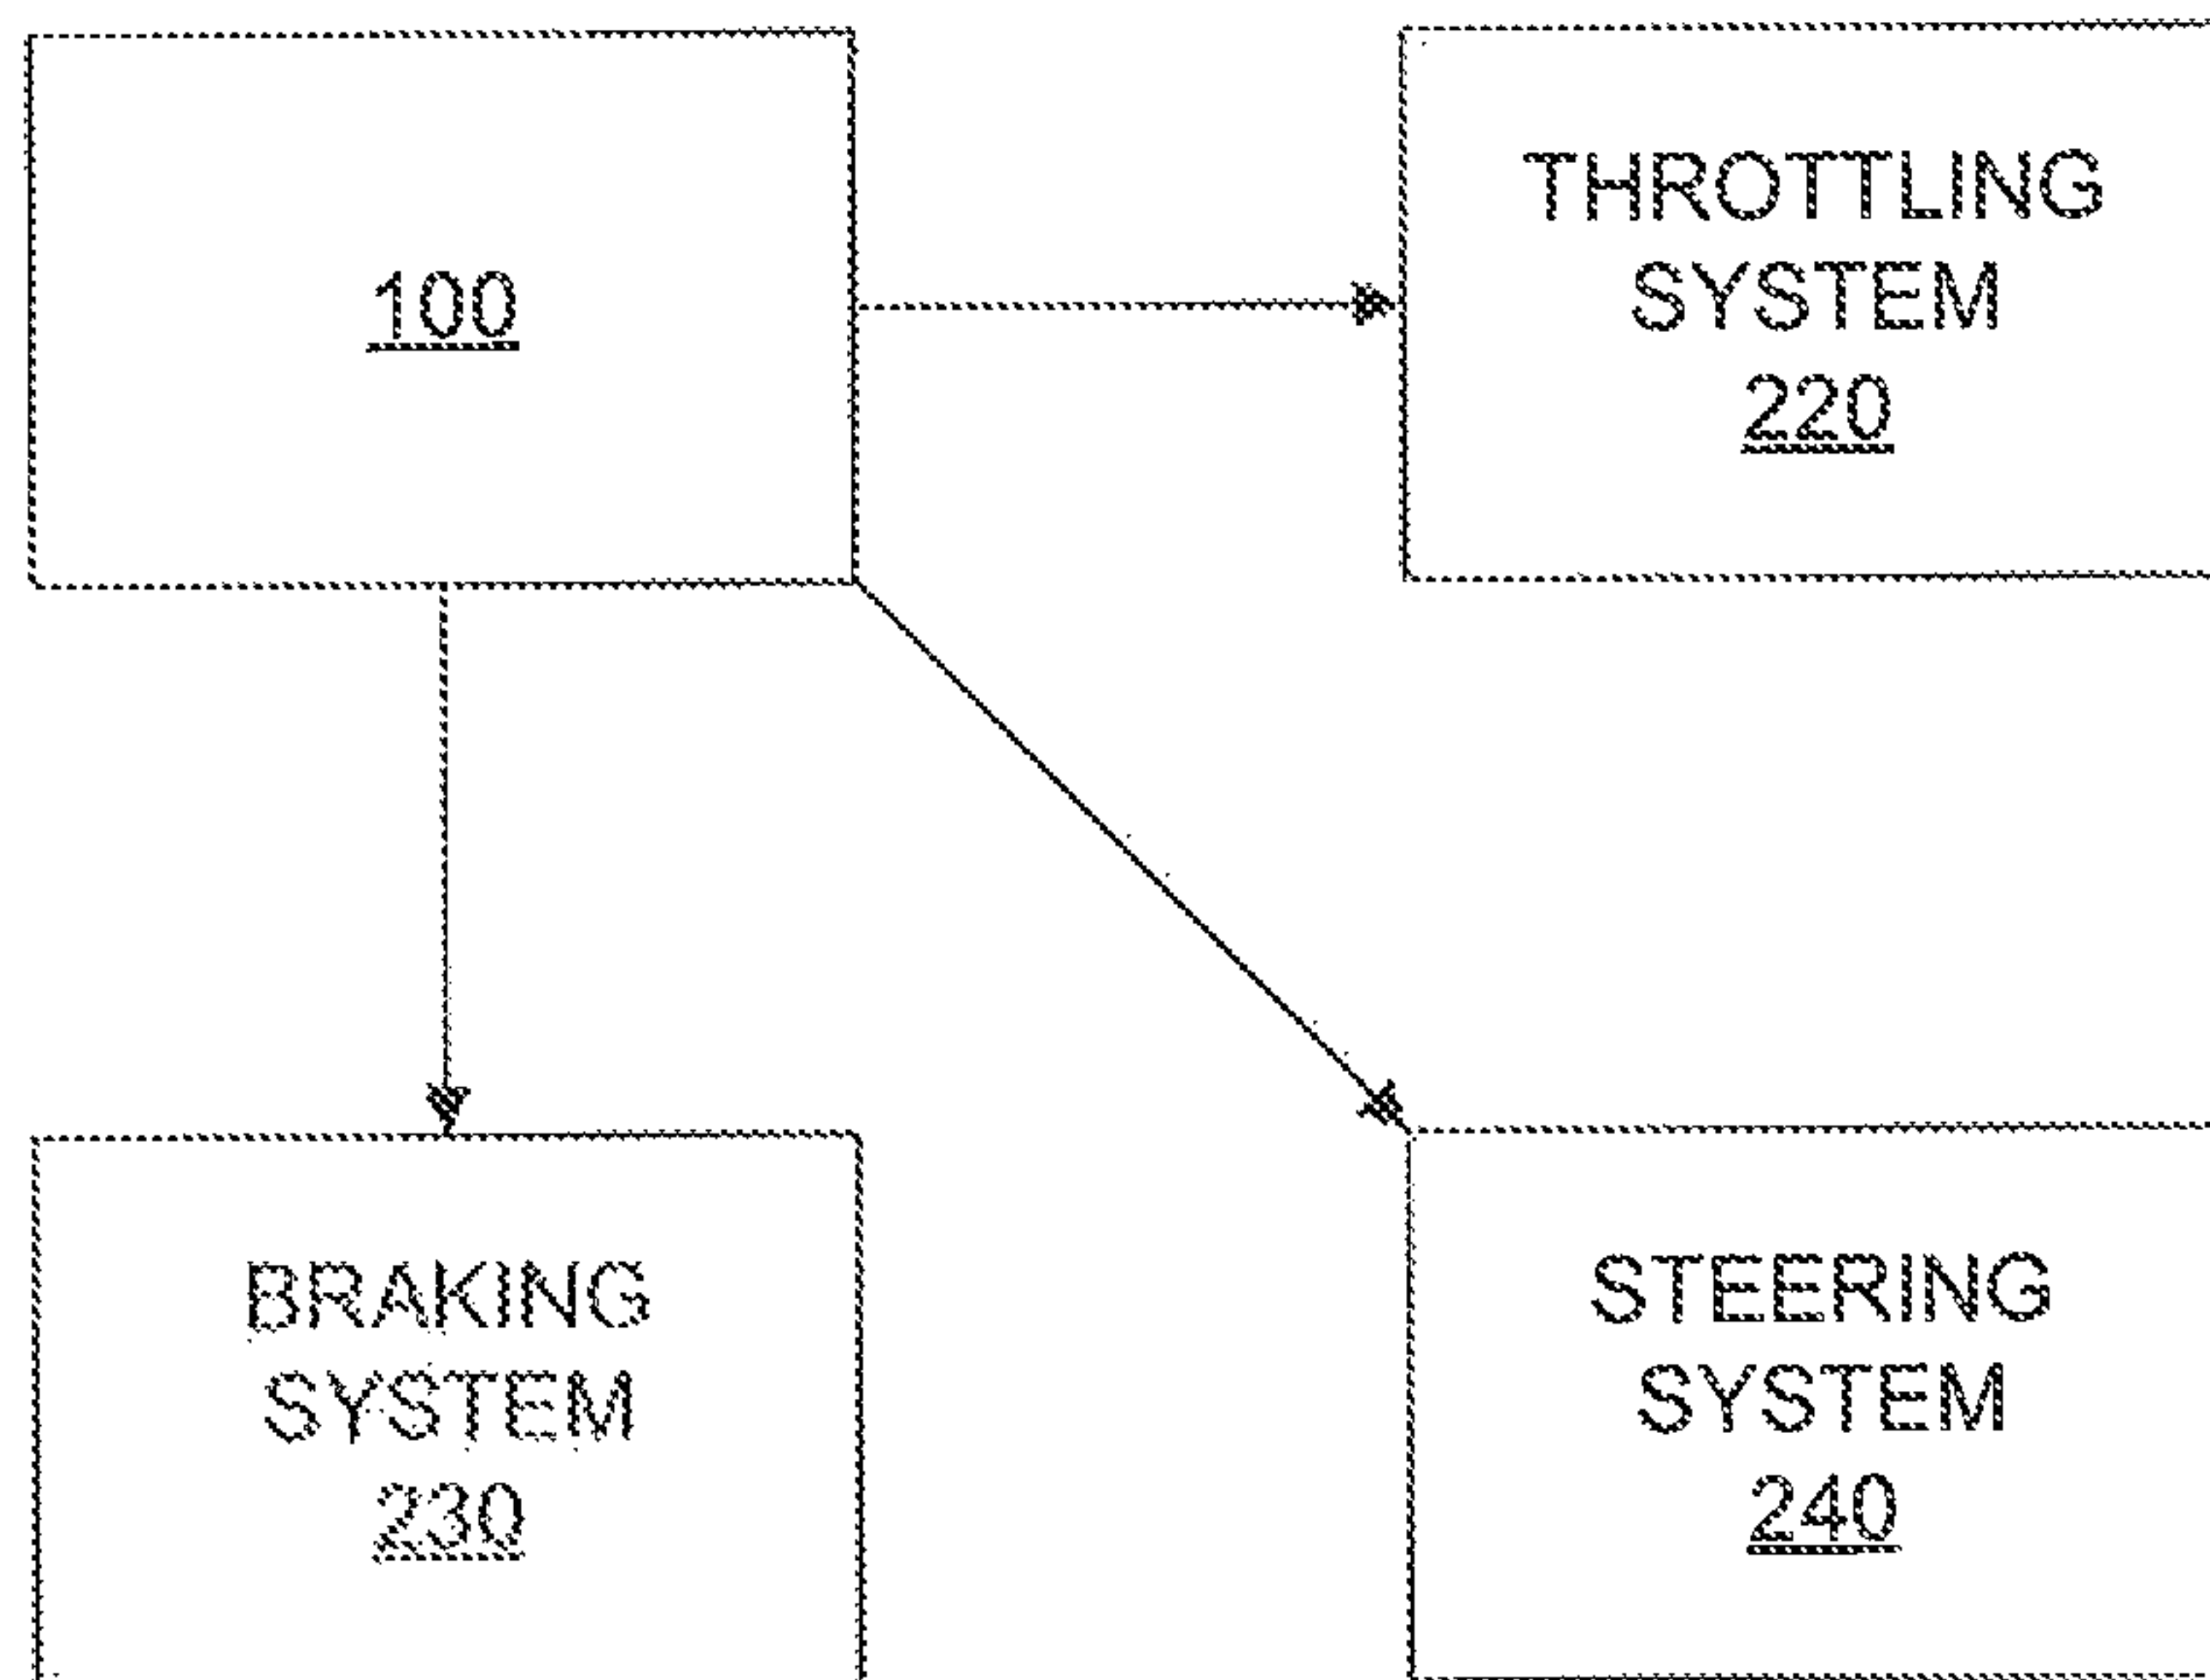 100
THROTTLING
SYSTEM
220
BRAKING
SYSTEM
230
STEERING
SYSTEM
240